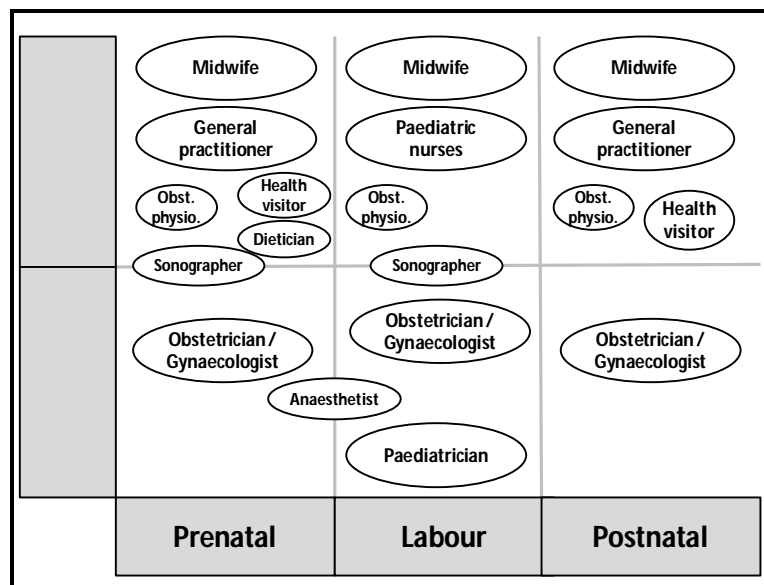 Midwife
Midwife
Midwife
General
practitioner
Paediatric
nurses
General
practitioner
Obst.
physio.
Health
visitor
Obst.
physio.
Obst.
physio.
Health
visitor
Dietician
Sonographer
Sonographer
Obstetrician /
Gynaecologist
Obstetrician /
Gynaecologist
Obstetrician /
Gynaecologist
Anaesthetist
Paediatrician
Prenatal
Labour
Postnatal